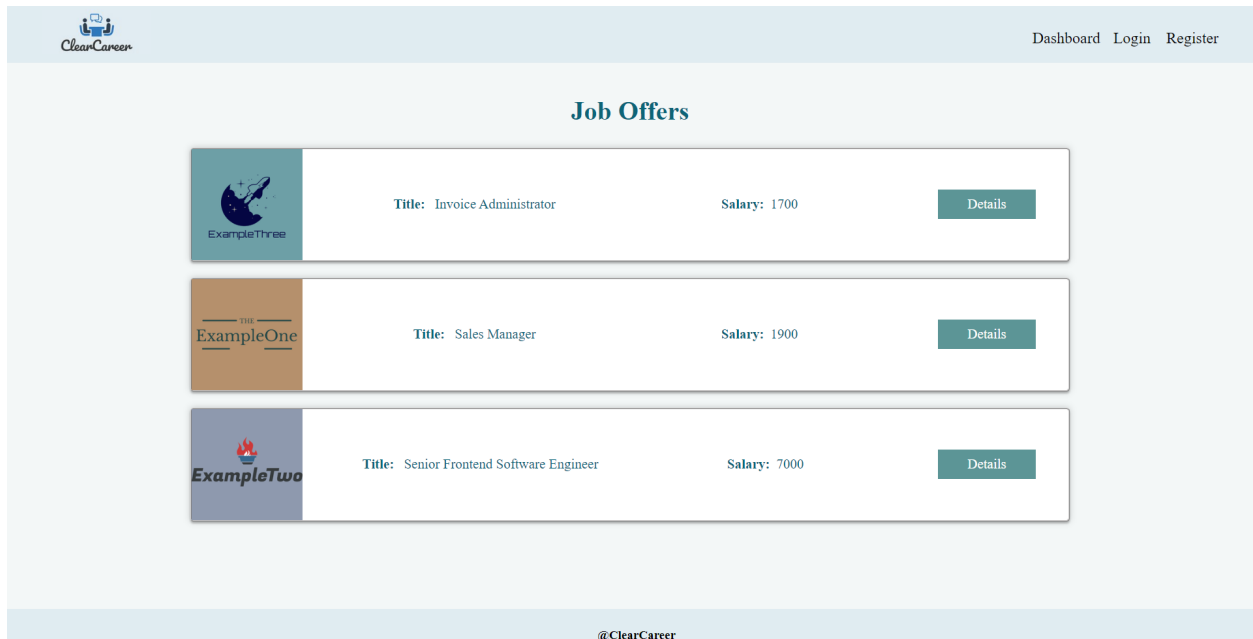 ClearCareer
Dashboard Login Register
Job Offers
ExampleThree
Title: Invoice Administrator Salary: 1700 Details
THE
ExampleOne
Title: Sales Manager Salary: 1900 Details
ExampleTwo
Title: Senior Frontend Software Engineer Salary: 7000 Details
@ClearCareer